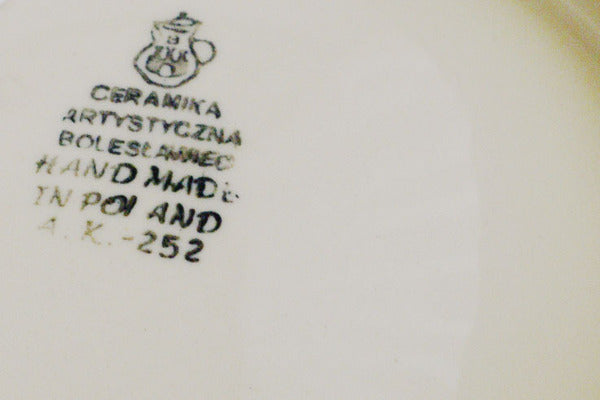 B
CERAMIKA
ARTYSTYCZNA
BOLESŁAWIEC
HAND MADE
IN POLAND
A.K.-252